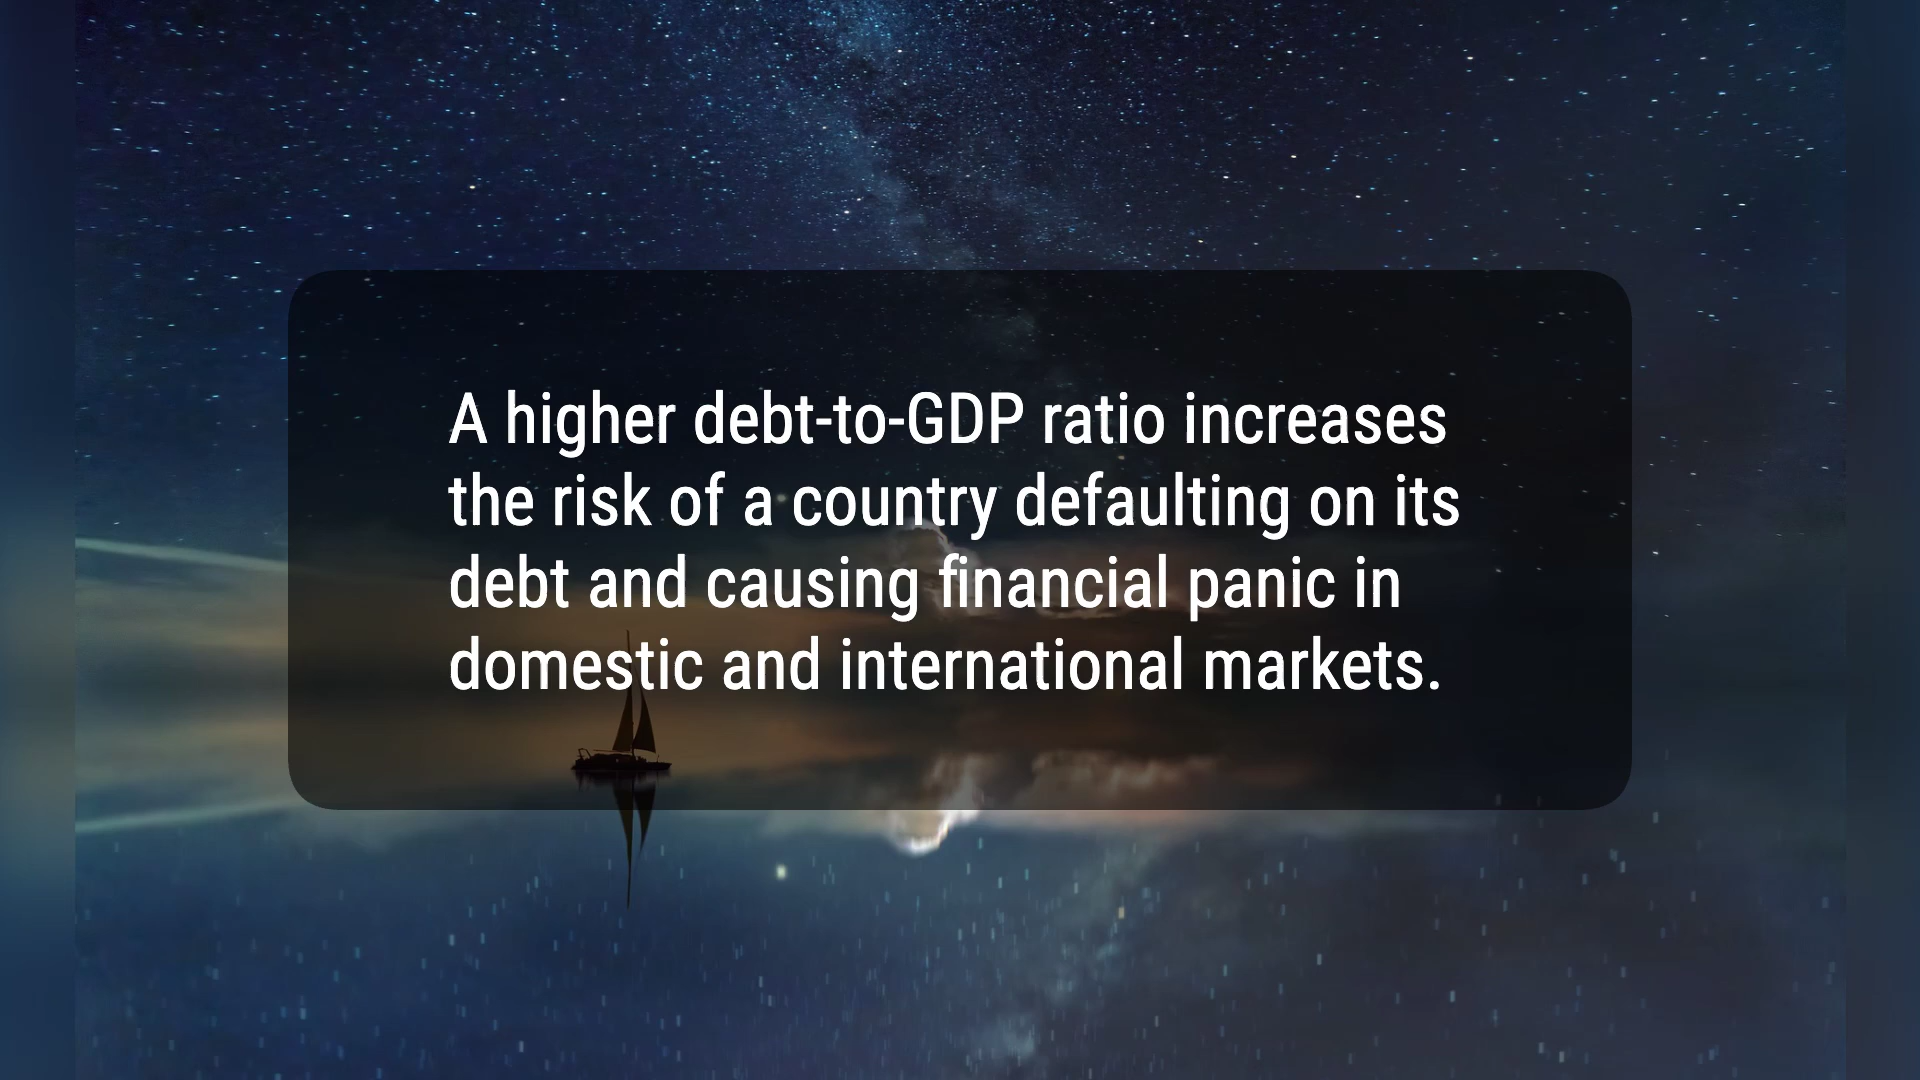 A higher debt-to-GDP ratio increases
the risk of a country defaulting on its
debt and causing financial panic in
domestic and international markets.